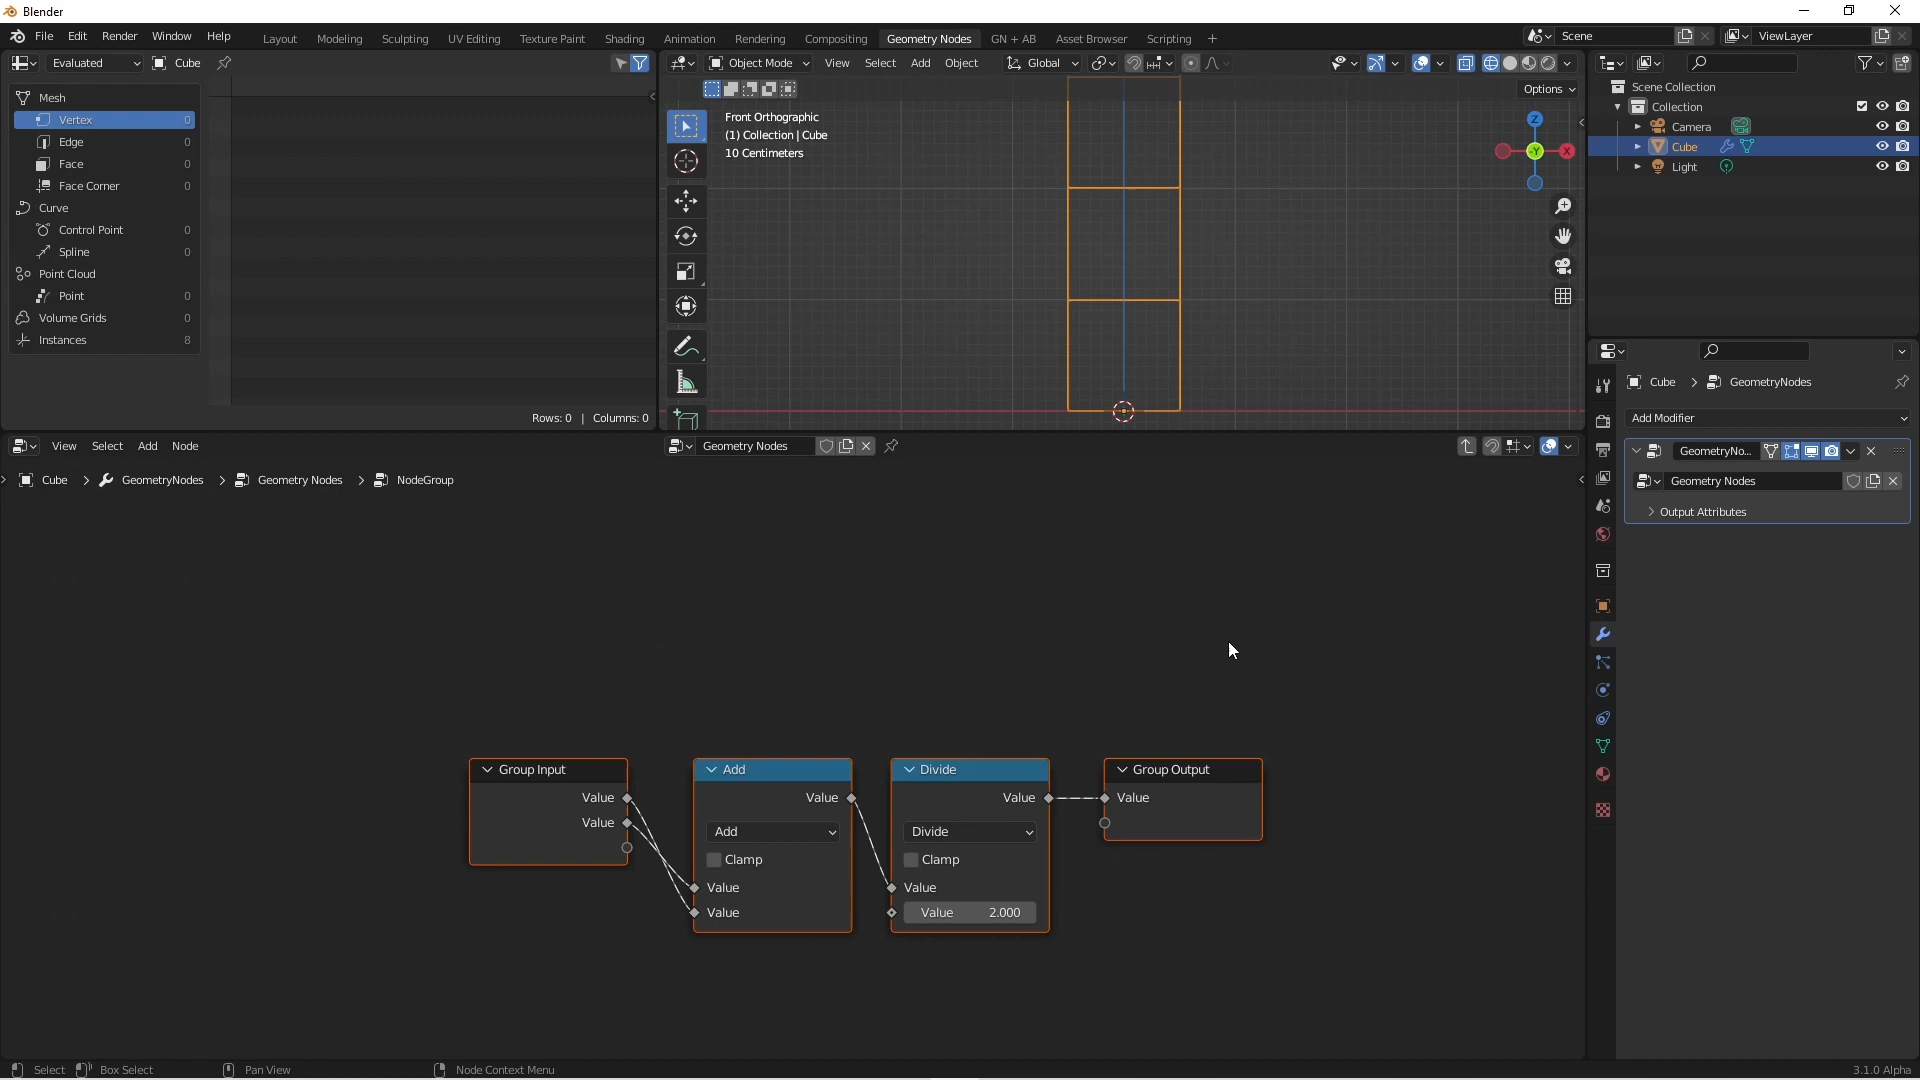 Blender
File Edit Render Window Help
Layout Modeling Sculpting UV Editing Texture Paint Shading Animation Rendering Compositing Geometry Nodes GN + AB Asset Browser Scripting +
Scene
ViewLayer
Evaluated Cube
Object Mode View Select Add Object Global
Options
Mesh
Vertex 0
Edge 0
Face 0
Face Corner 0
Curve
Control Point 0
Spline 0
Point Cloud
Point 0
Volume Grids 0
Instances 8
Rows: 0 | Columns: 0
Front Orthographic
(1) Collection | Cube
10 Centimeters
Z
-Y
X
Scene Collection
Collection
Camera
Cube
Light
Cube > GeometryNodes
Add Modifier
GeometryNo...
Geometry Nodes
Output Attributes
View Select Add Node
Geometry Nodes
Cube > GeometryNodes > Geometry Nodes > NodeGroup
Group Input
Value
Value
Add
Value
Add
Clamp
Value
Value
Divide
Value
Divide
Clamp
Value
Value 2.000
Group Output
Value
Select Box Select Pan View Node Context Menu
3.1.0 Alpha